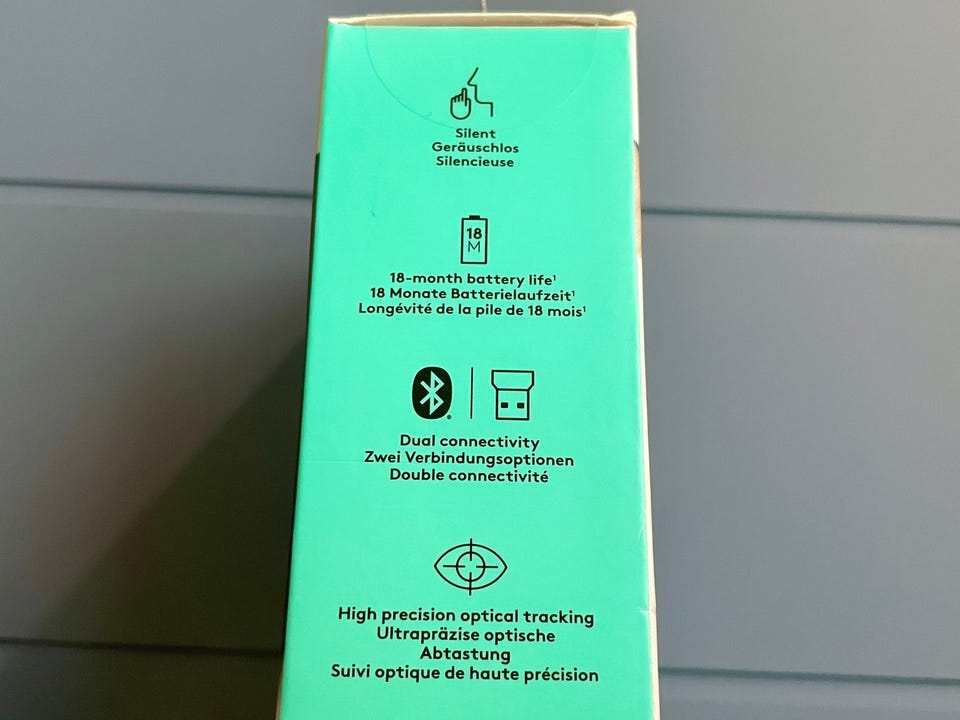 Silent
Geräuschlos
Silencieuse
18
M
18-month battery life¹
18 Monate Batterielaufzeit¹
Longévité de la pile de 18 mois¹
®
Dual connectivity
Zwei Verbindungsoptionen
Double connectivité
High precision optical tracking
Ultrapräzise optische
Abtastung
Suivi optique de haute précision